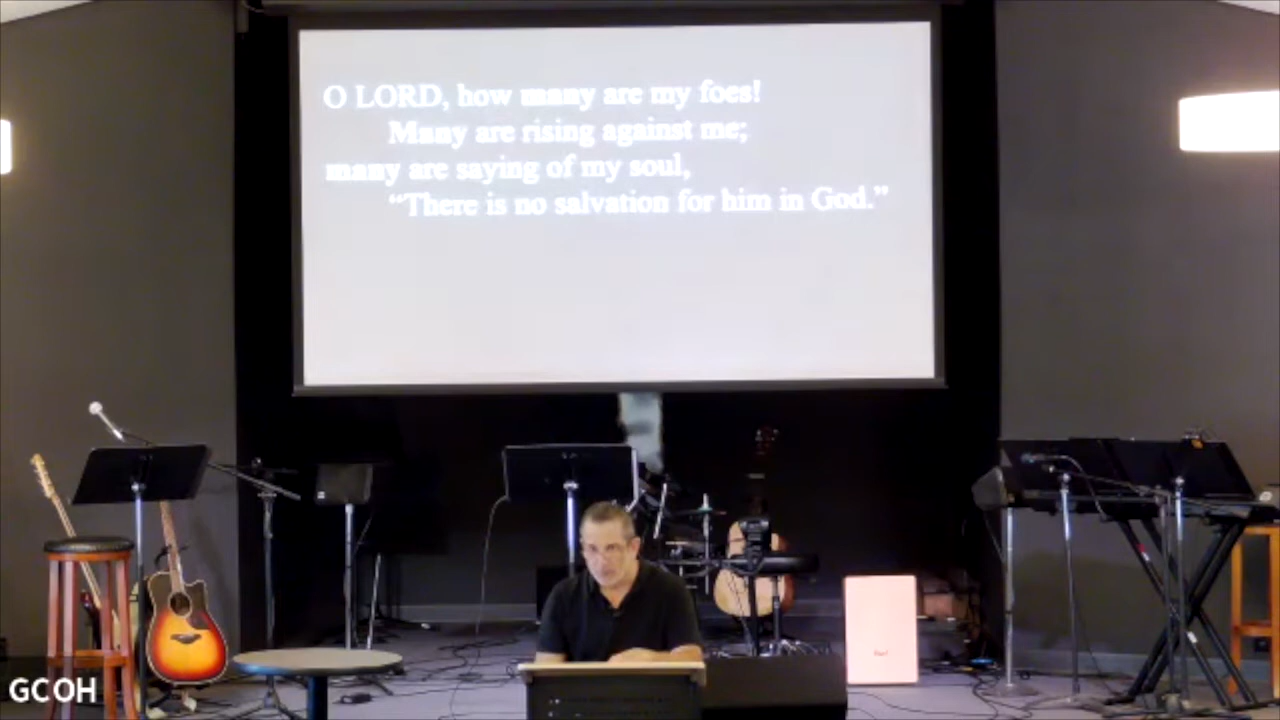 O LORD, how many are my foes!
Many are rising against me;
many are saying of my soul,
“There is no salvation for him in God.”
GCOH